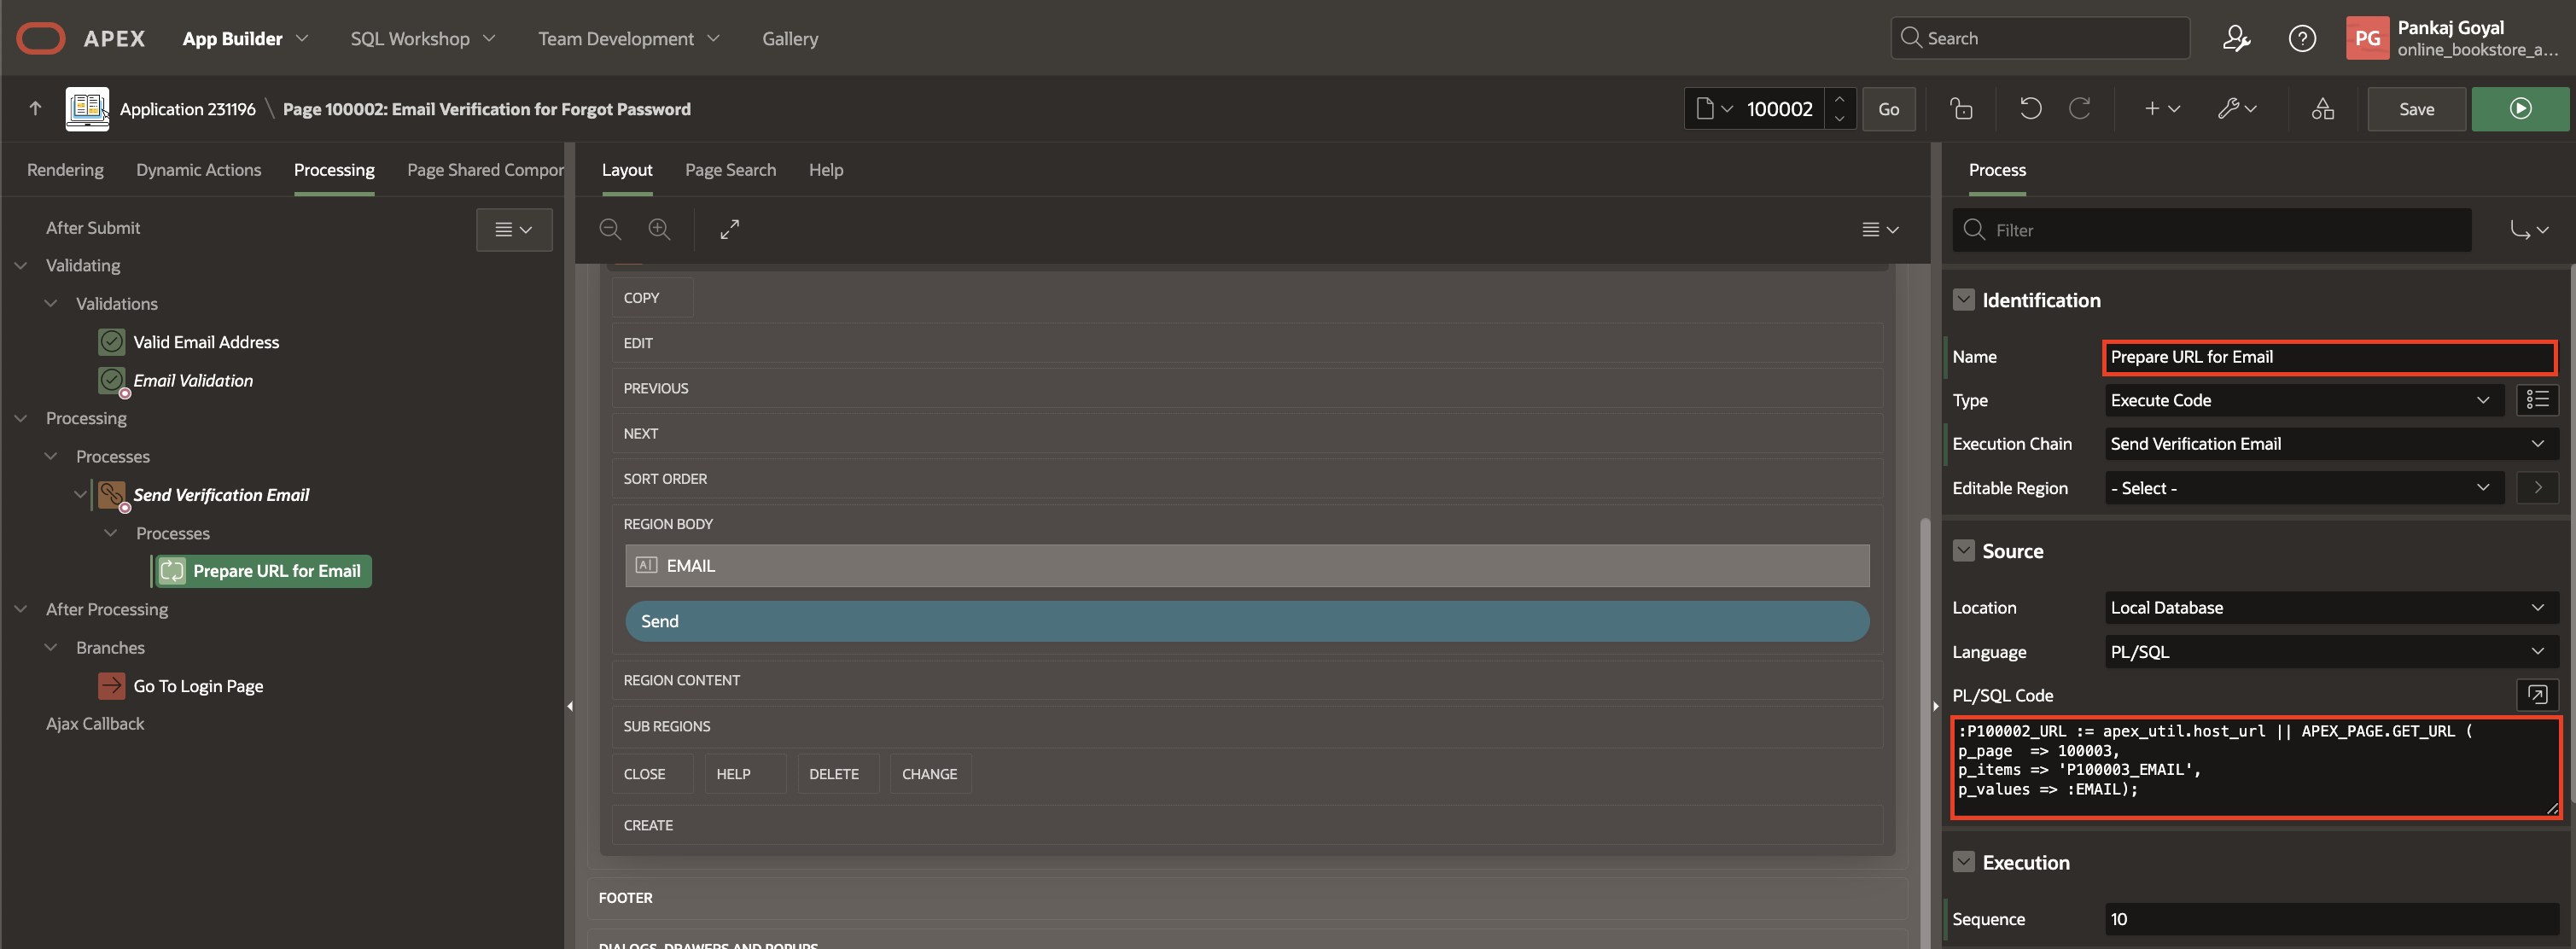 APEX App Builder SQL Workshop Team Development Gallery Search PG Pankaj Goyal
online_bookstore_a...
Application 231196 \ Page 100002: Email Verification for Forgot Password 100002 Go Save
Rendering Dynamic Actions Processing Page Shared Compor
After Submit
Validating
Validations
Valid Email Address
Email Validation
Processing
Processes
Send Verification Email
Processes
Prepare URL for Email
After Processing
Branches
Go To Login Page
Ajax Callback
Layout Page Search Help
COPY
EDIT
PREVIOUS
NEXT
SORT ORDER
REGION BODY
EMAIL
Send
REGION CONTENT
SUB REGIONS
CLOSE HELP DELETE CHANGE
CREATE
FOOTER
DIALOGS, DRAWERS AND POPUPS
Process
Filter
Identification
Name Prepare URL for Email
Type Execute Code
Execution Chain Send Verification Email
Editable Region - Select -
Source
Location Local Database
Language PL/SQL
PL/SQL Code
:P100002_URL := apex_util.host_url || APEX_PAGE.GET_URL (
p_page  => 100003,
p_items => 'P100003_EMAIL',
p_values => :EMAIL);
Execution
Sequence 10